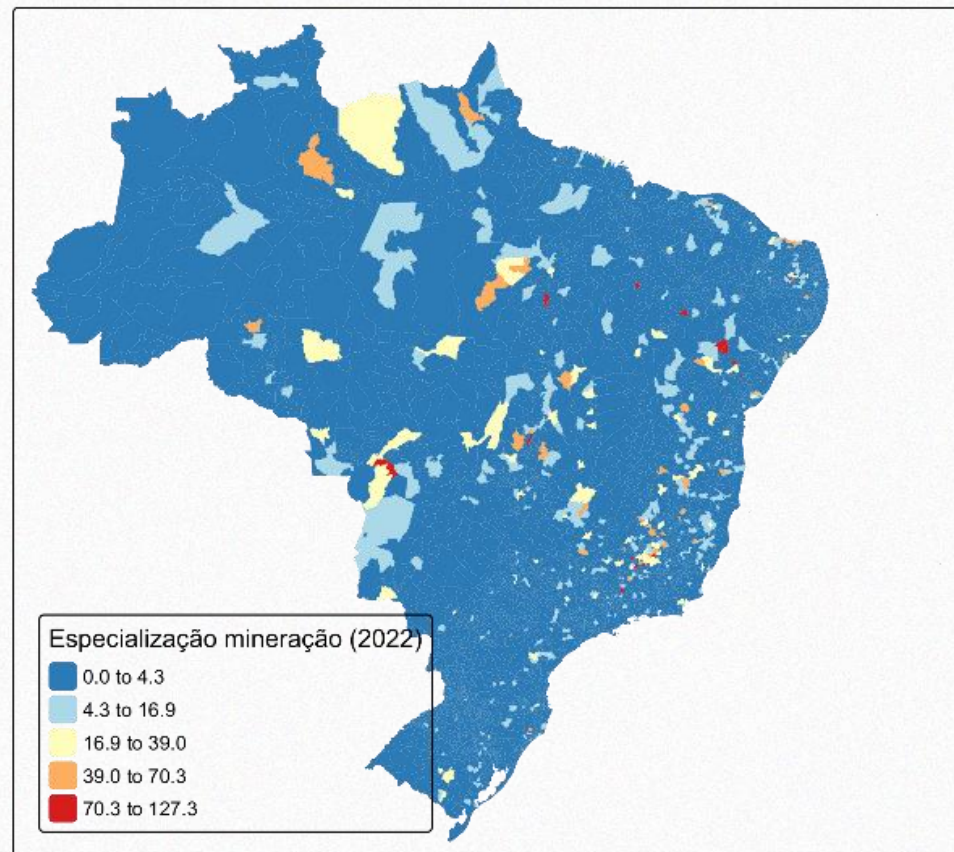 Especialização mineração (2022)
0.0 to 4.3
4.3 to 16.9
16.9 to 39.0
39.0 to 70.3
70.3 to 127.3